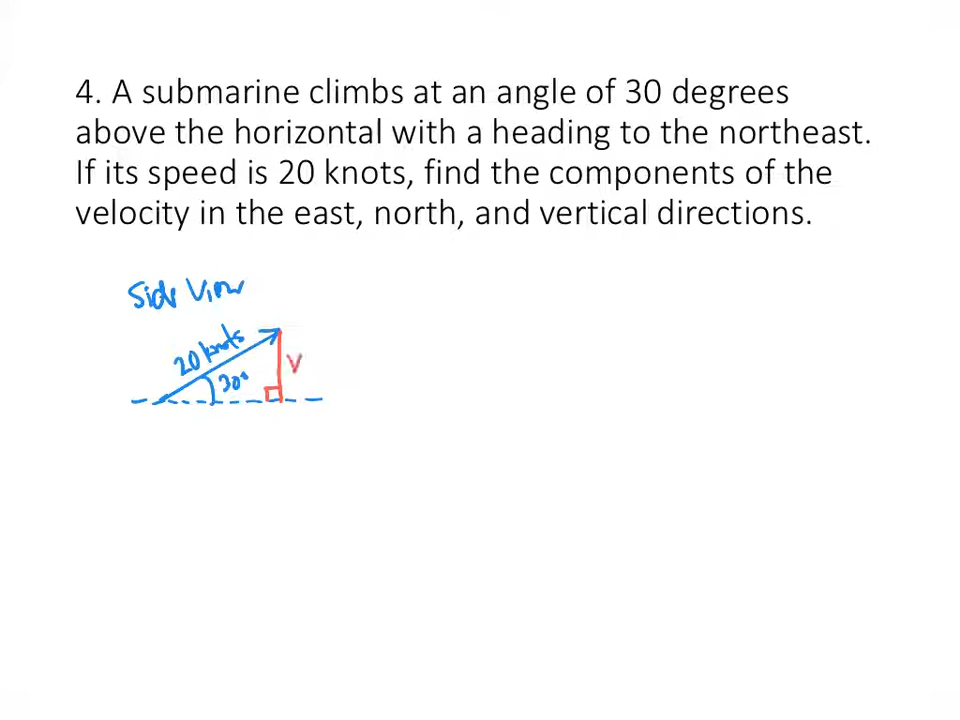 4. A submarine climbs at an angle of 30 degrees
above the horizontal with a heading to the northeast.
If its speed is 20 knots, find the components of the
velocity in the east, north, and vertical directions.
Side View
20 knots
30°
V